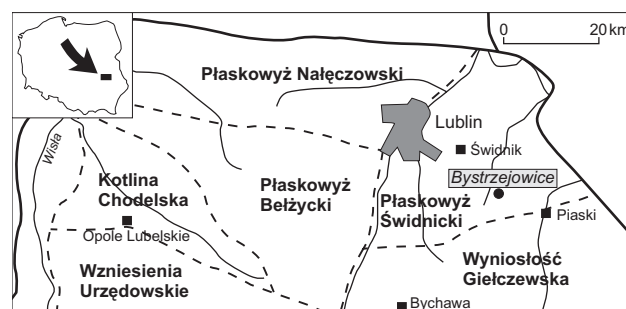 0 20 km
Płaskowyż Nałęczowski
Lublin
Wisła
Świdnik
Bystrzejowice
Kotlina
Chodelska
Płaskowyż
Bełżycki
Płaskowyż
Świdnicki
Piaski
Opole Lubelskie
Wyniosłość
Giełczewska
Wzniesienia
Urzędowskie
Bychawa